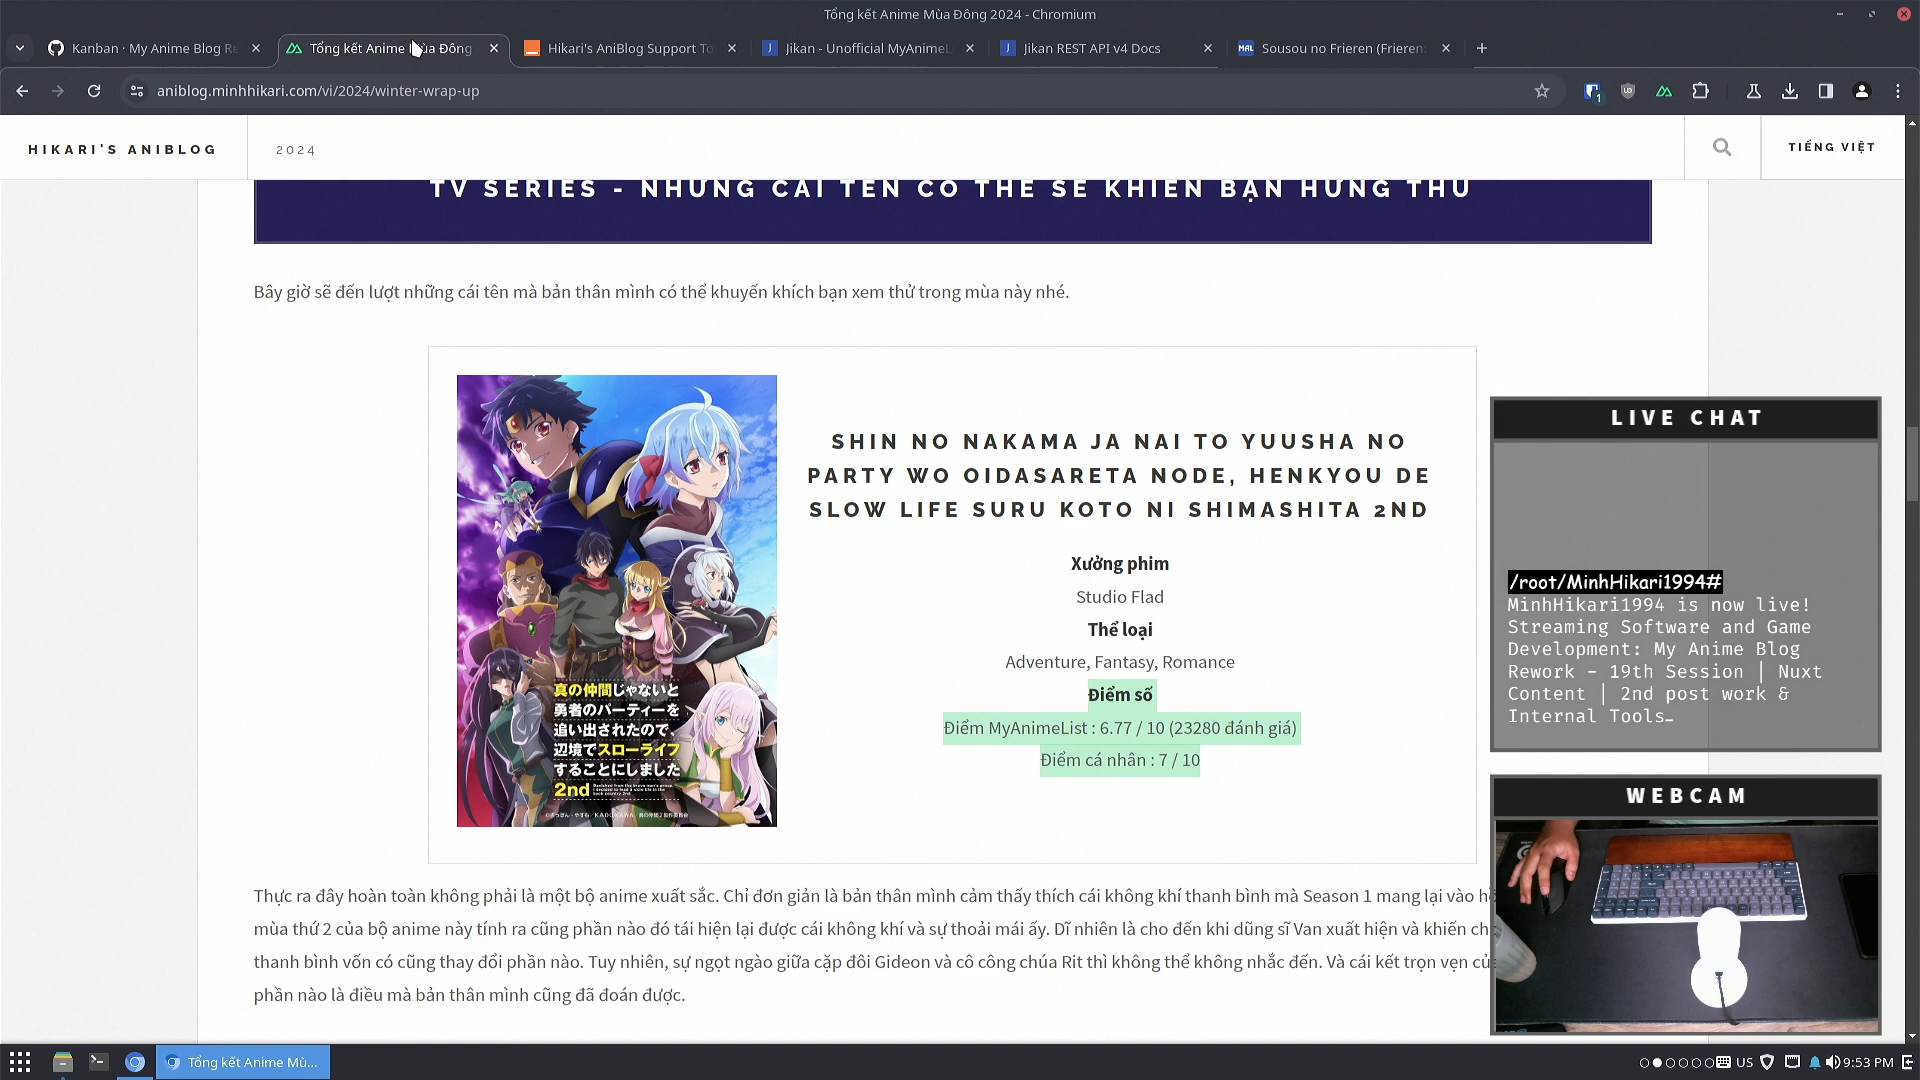 Tổng kết Anime Mùa Đông 2024 - Chromium
Kanban · My Anime Blog Re
Tổng kết Anime Mùa Đông
Hikari's AniBlog Support To
Jikan - Unofficial MyAnimeL
Jikan REST API v4 Docs
MAL
Sousou no Frieren (Frieren:
aniblog.minhhikari.com/vi/2024/winter-wrap-up
1
HIKARI'S ANIBLOG
2024
TIẾNG VIỆT
TV SERIES - NHỮNG CÁI TÊN CÓ THỂ SẼ KHIẾN BẠN HỨNG THÚ
Bây giờ sẽ đến lượt những cái tên mà bản thân mình có thể khuyến khích bạn xem thử trong mùa này nhé.
真の仲間じゃないと
勇者のパーティーを
追い出されたので、
辺境でスローライフ
することにしました
2nd
SHIN NO NAKAMA JA NAI TO YUUSHA NO
PARTY WO OIDASARETA NODE, HENKYOU DE
SLOW LIFE SURU KOTO NI SHIMASHITA 2ND
Xưởng phim
Studio Flad
Thể loại
Adventure, Fantasy, Romance
Điểm số
Điểm MyAnimeList : 6.77 / 10 (23280 đánh giá)
Điểm cá nhân : 7 / 10
Thực ra đây hoàn toàn không phải là một bộ anime xuất sắc. Chỉ đơn giản là bản thân mình cảm thấy thích cái không khí thanh bình mà Season 1 mang lại vào
mùa thứ 2 của bộ anime này tính ra cũng phần nào đó tái hiện lại được cái không khí và sự thoải mái ấy. Dĩ nhiên là cho đến khi dũng sĩ Van xuất hiện và khiến
thanh bình vốn có cũng thay đổi phần nào. Tuy nhiên, sự ngọt ngào giữa cặp đôi Gideon và cô công chúa Rit thì không thể không nhắc đến. Và cái kết trọn vẹn
phần nào là điều mà bản thân mình cũng đã đoán được.
LIVE CHAT
/root/MinhHikari1994#
MinhHikari1994 is now live!
Streaming Software and Game
Development: My Anime Blog
Rework - 19th Session | Nuxt
Content | 2nd post work &
Internal Tools_
WEBCAM
Tổng kết Anime Mù...
US
9:53 PM